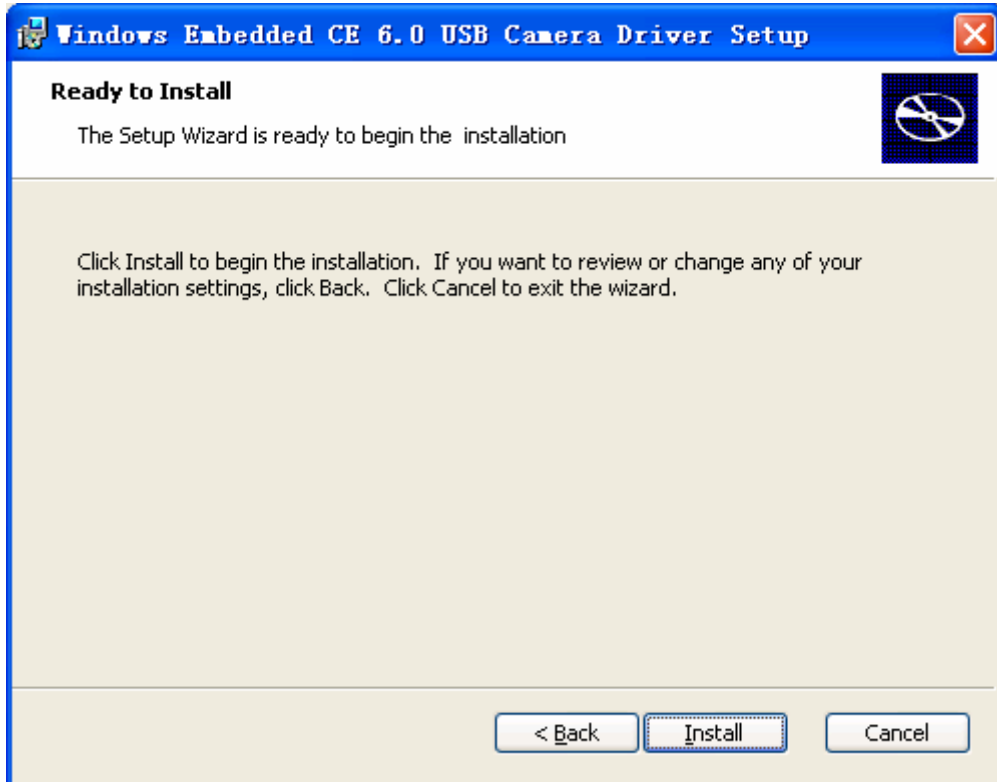 Windows Embedded CE 6.0 USB Camera Driver Setup
Ready to Install
The Setup Wizard is ready to begin the  installation
Click Install to begin the installation.  If you want to review or change any of your
installation settings, click Back.  Click Cancel to exit the wizard.
< Back
Install
Cancel